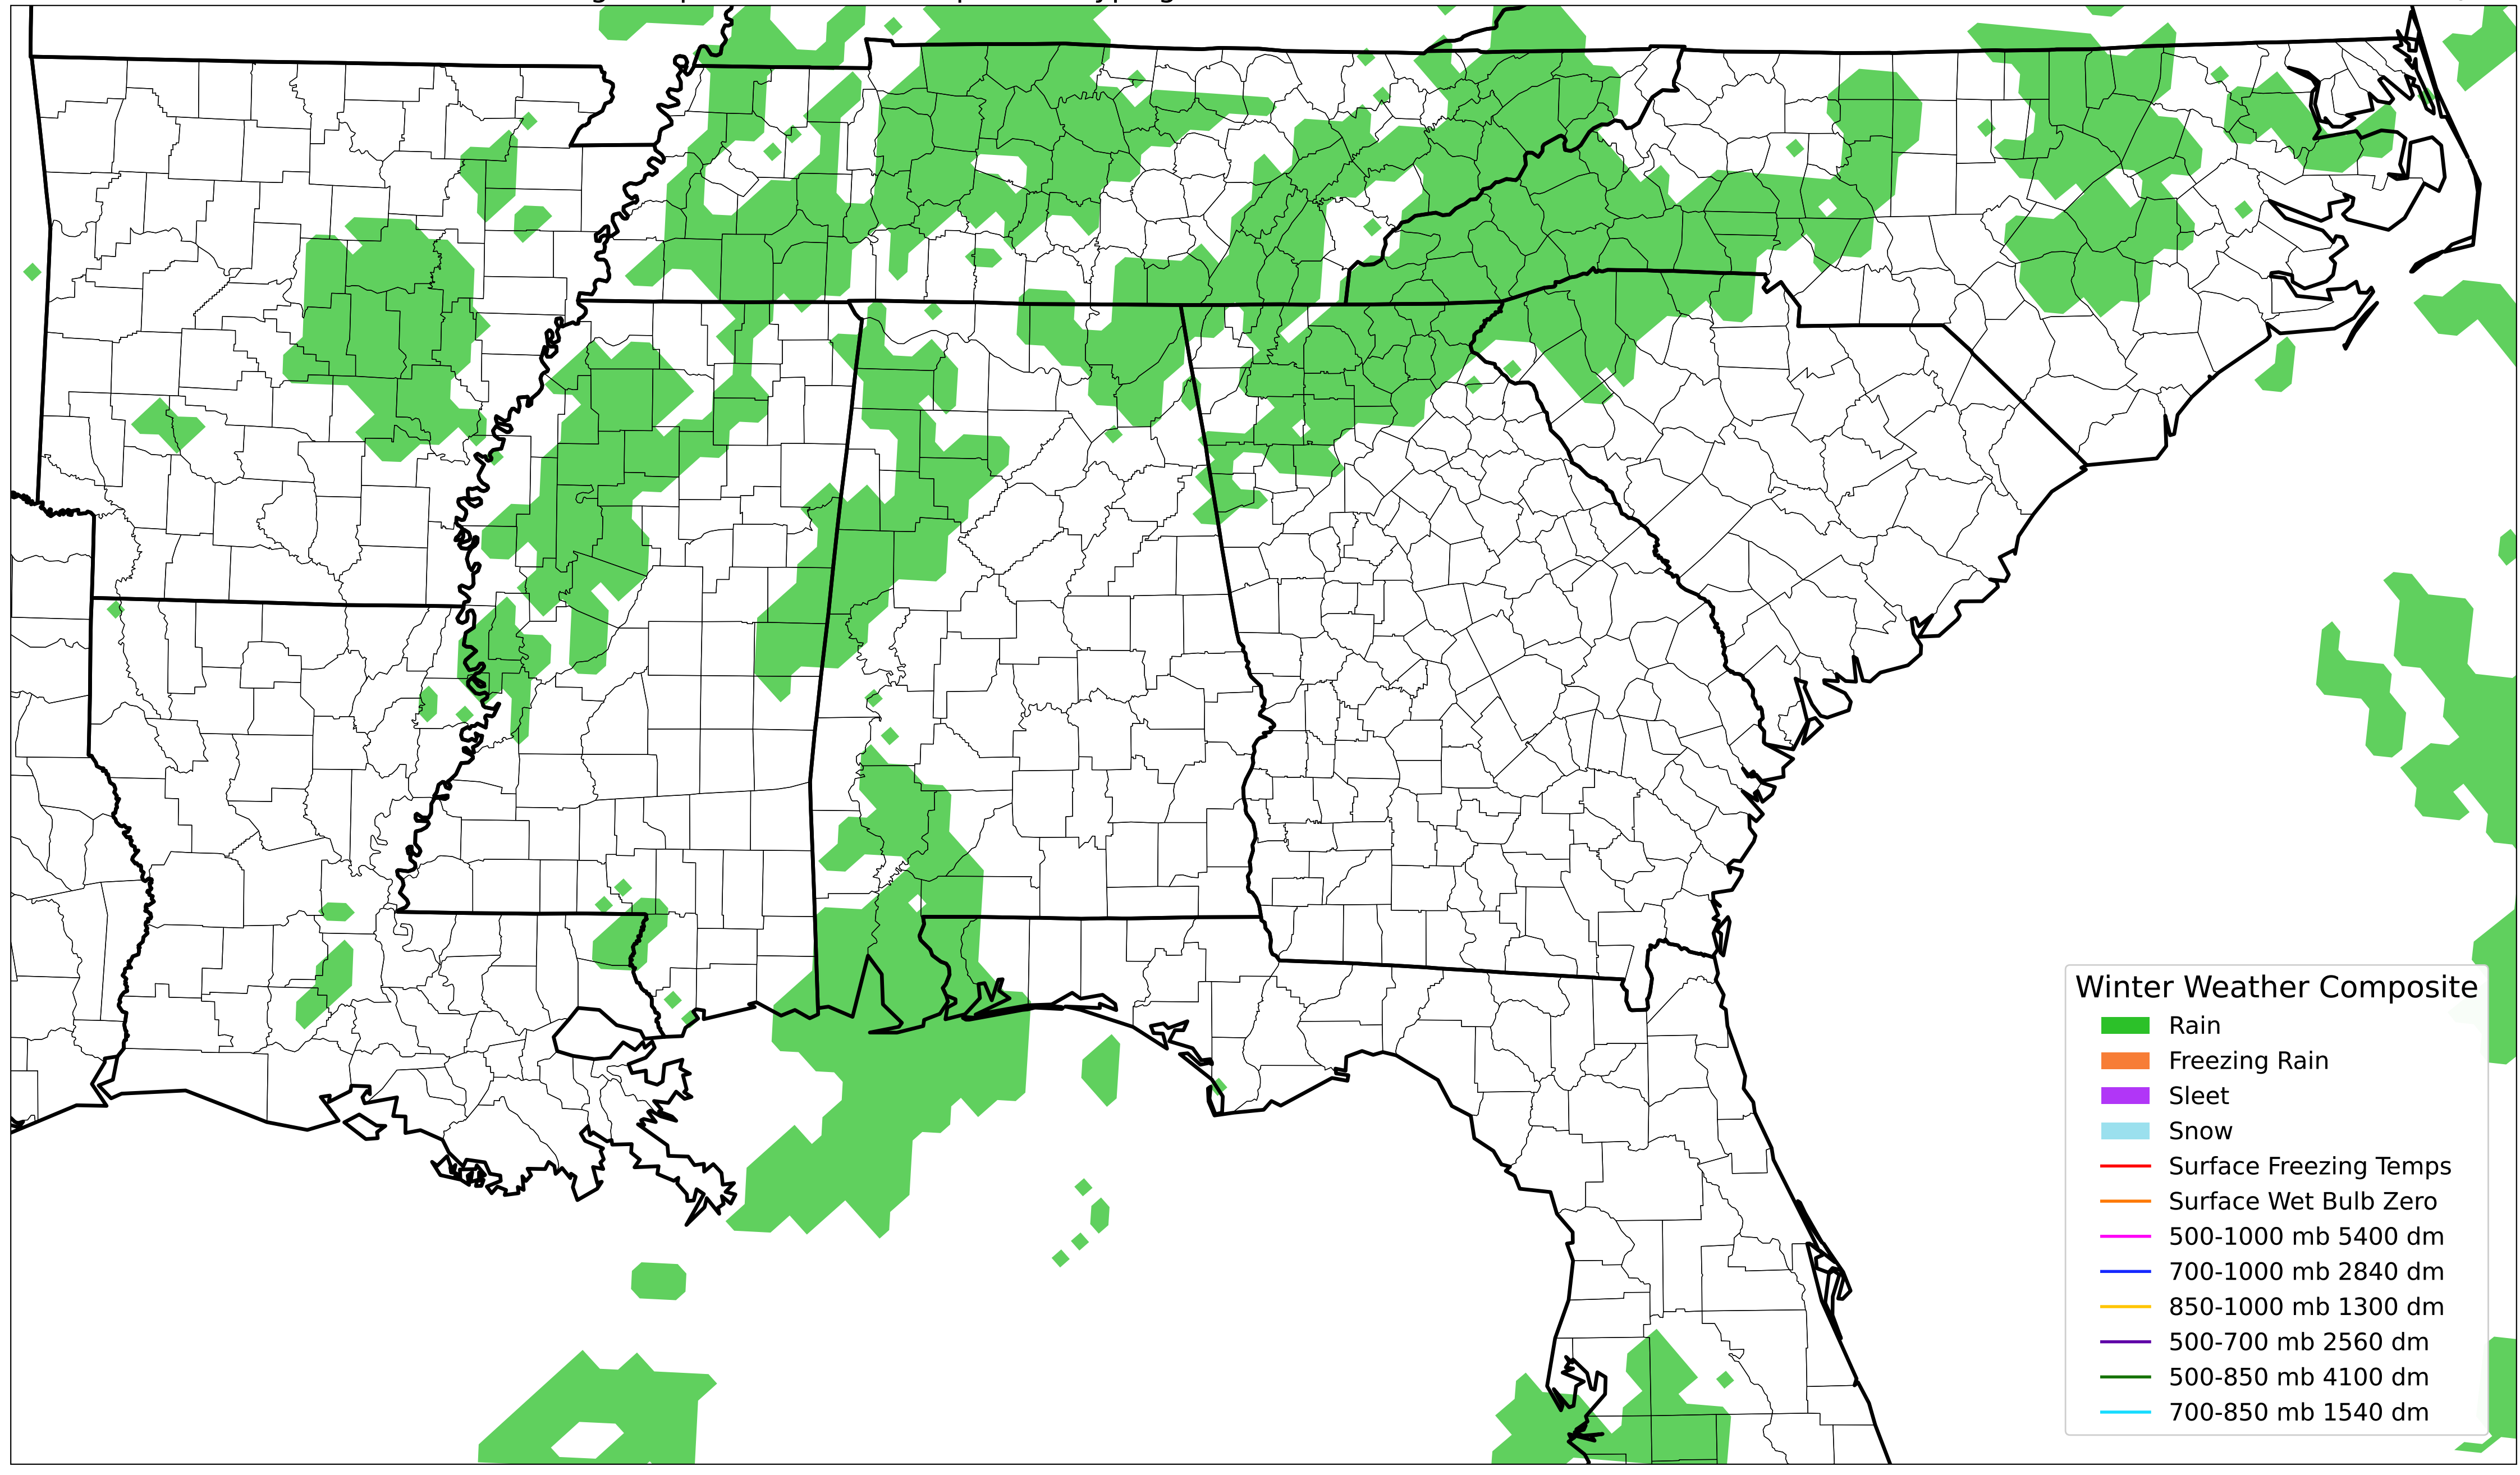 Winter Weather Composite
Rain
Freezing Rain
Sleet
Snow
Surface Freezing Temps
Surface Wet Bulb Zero
500-1000 mb 5400 dm
700-1000 mb 2840 dm
850-1000 mb 1300 dm
500-700 mb 2560 dm
500-850 mb 4100 dm
700-850 mb 1540 dm